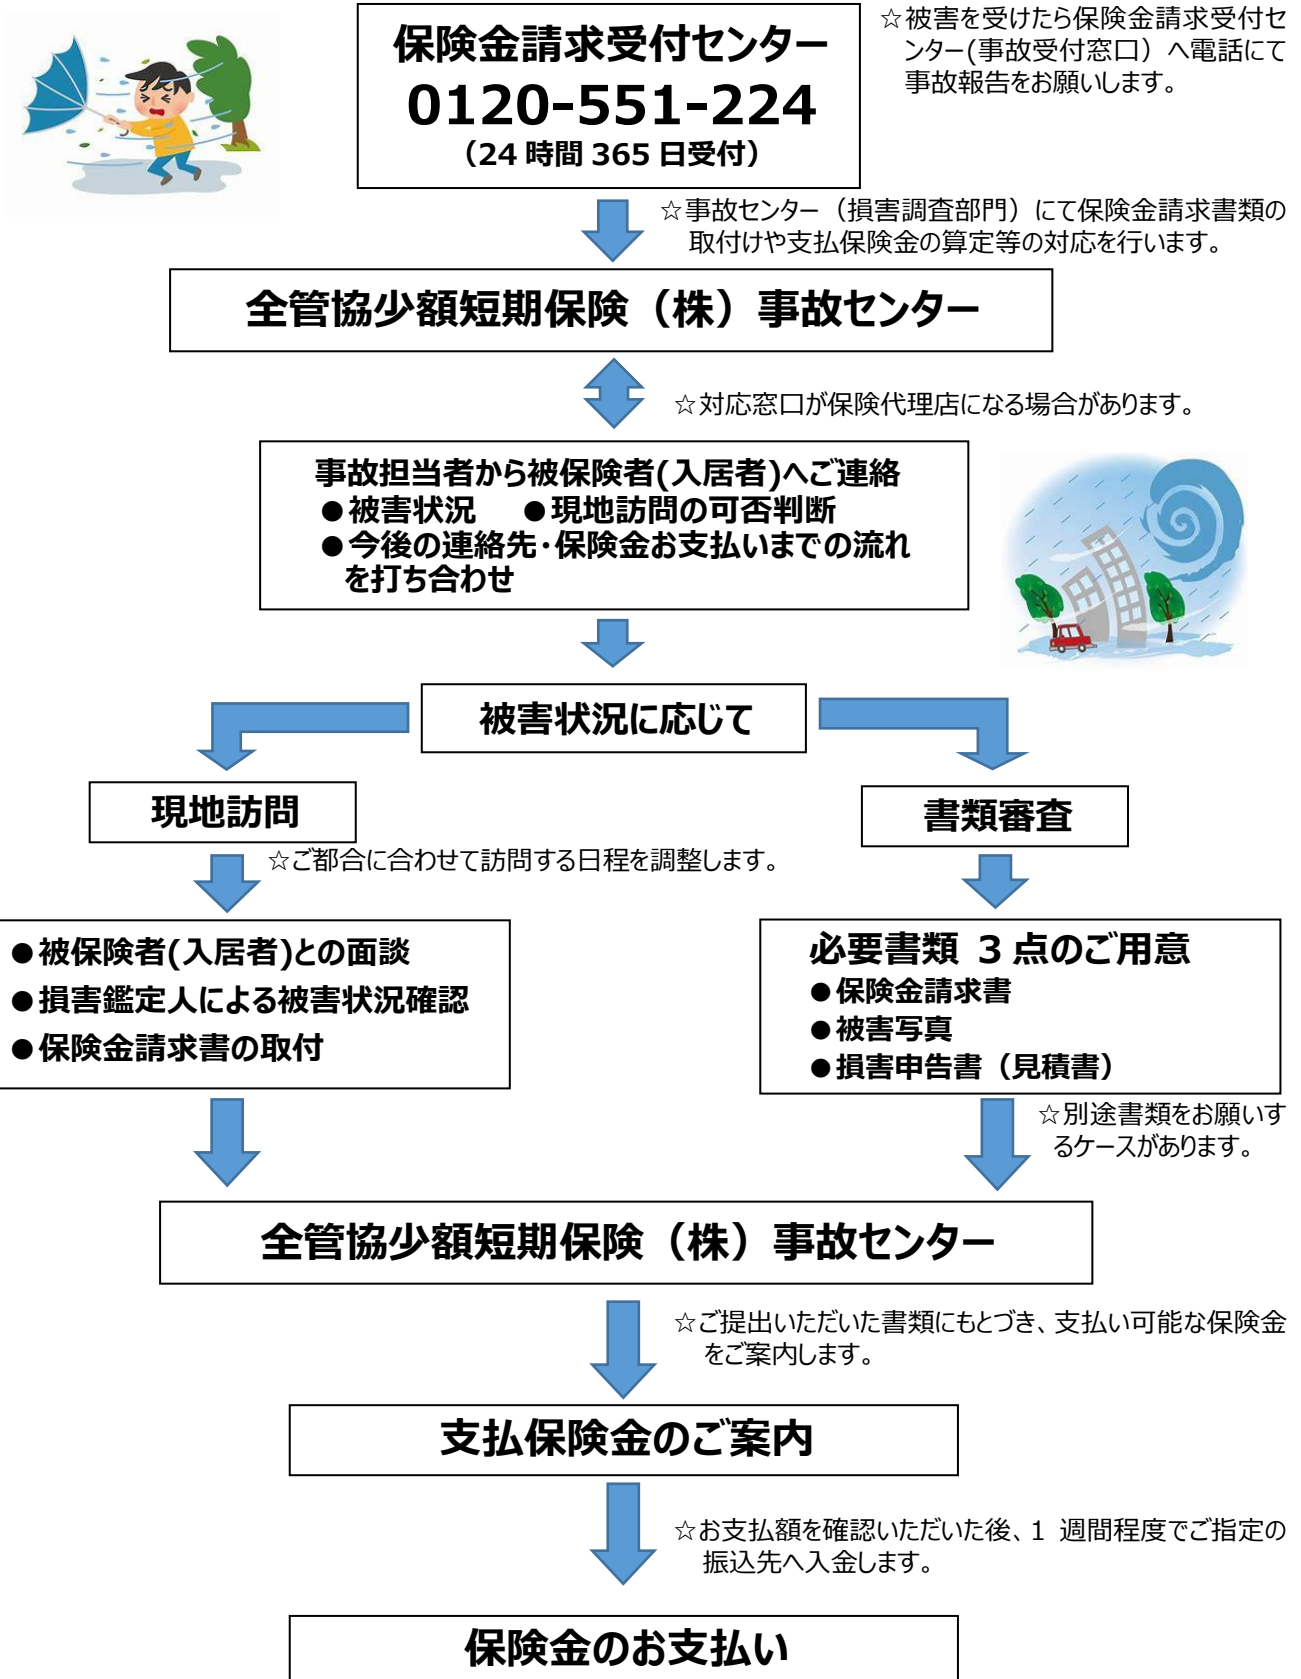 保険金請求受付センター
0120-551-224
（24 時間 365 日受付）
☆被害を受けたら保険金請求受付セ
ンター(事故受付窓口）へ電話にて
事故報告をお願いします。
☆事故センター（損害調査部門）にて保険金請求書類の
取付けや支払保険金の算定等の対応を行います。
全管協少額短期保険（株）事故センター
☆対応窓口が保険代理店になる場合があります。
事故担当者から被保険者(入居者)へご連絡
●被害状況 ●現地訪問の可否判断
●今後の連絡先・保険金お支払いまでの流れ
を打ち合わせ
被害状況に応じて
現地訪問
☆ご都合に合わせて訪問する日程を調整します。
●被保険者(入居者)との面談
●損害鑑定人による被害状況確認
●保険金請求書の取付
書類審査
必要書類 3 点のご用意
●保険金請求書
●被害写真
●損害申告書（見積書）
☆別途書類をお願いす
るケースがあります。
全管協少額短期保険（株）事故センター
☆ご提出いただいた書類にもとづき、支払い可能な保険金
をご案内します。
支払保険金のご案内
☆お支払額を確認いただいた後、1 週間程度でご指定の
振込先へ入金します。
保険金のお支払い